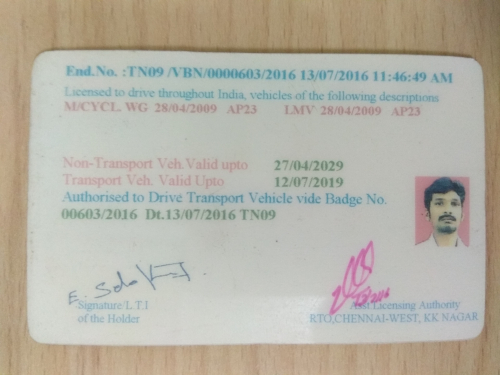 End.No. :TN09 /VBN/0000603/2016 13/07/2016 11:46:49 AM
Licensed to drive throughout India, vehicles of the following descriptions
M/CYCL. WG 28/04/2009 AP23 LMV 28/04/2009 AP23
Non-Transport Veh.Valid upto 27/04/2029
Transport Veh. Valid Upto 12/07/2019
Authorised to Drive Transport Vehicle vide Badge No.
00603/2016 Dt.13/07/2016 TN09
Signature/L.T.I
of the Holder
Licensing Authority
RTO,CHENNAI-WEST, KK NAGAR